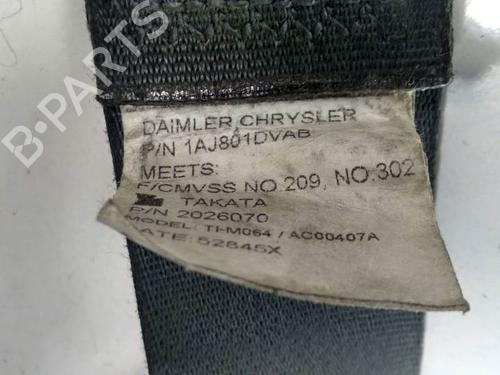 B-PARTS
DAIMLER CHRYSLER
P/N 1AJ801DVAB
MEETS:
F/CMVSS NO.209, NO.302
TAKATA
P/N 2026070
MODEL: TI-M064 / AC00407A
DATE: 52845X